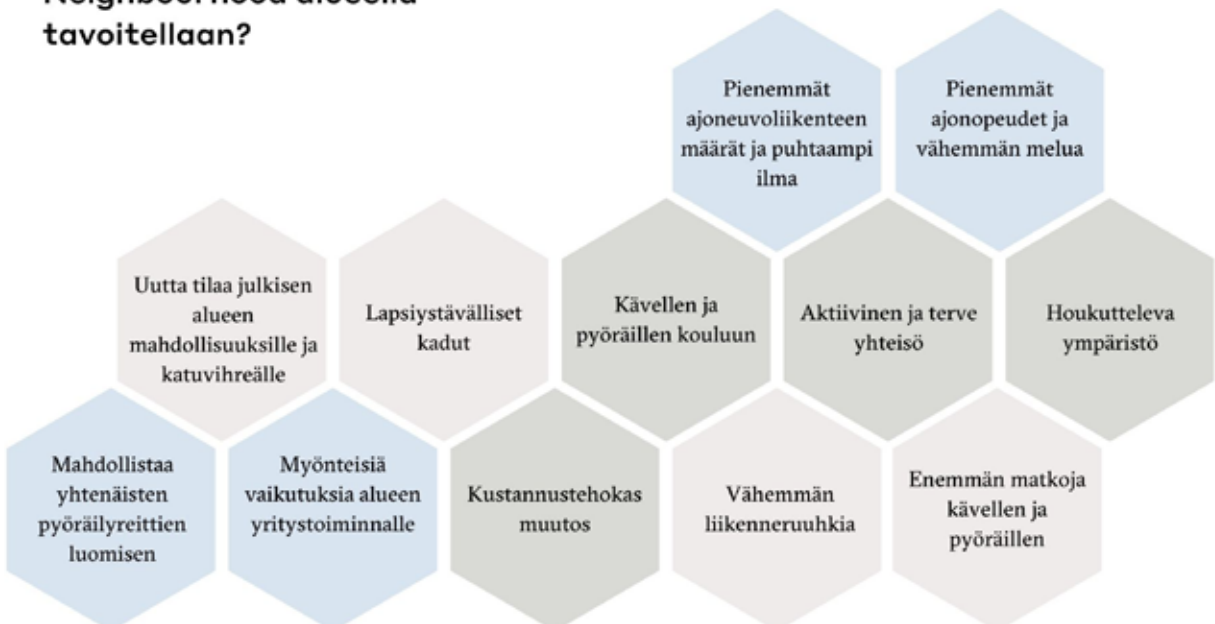 tavoitellaan?
Pienemmät
ajoneuvoliikenteen
määrät ja puhtaampi
ilma
Pienemmät
ajonopeudet ja
vähemmän melua
Uutta tilaa julkisen
alueen
mahdollisuuksille ja
katuvihreälle
Lapsiystävälliset
kadut
Kävellen ja
pyöräillen kouluun
Aktiivinen ja terve
yhteisö
Houkutteleva
ympäristö
Mahdollistaa
yhtenäisten
pyöräilyreittien
luomisen
Myönteisiä
vaikutuksia alueen
yritystoiminnalle
Kustannustehokas
muutos
Vähemmän
liikenneruuhkia
Enemmän matkoja
kävellen ja
pyöräillen